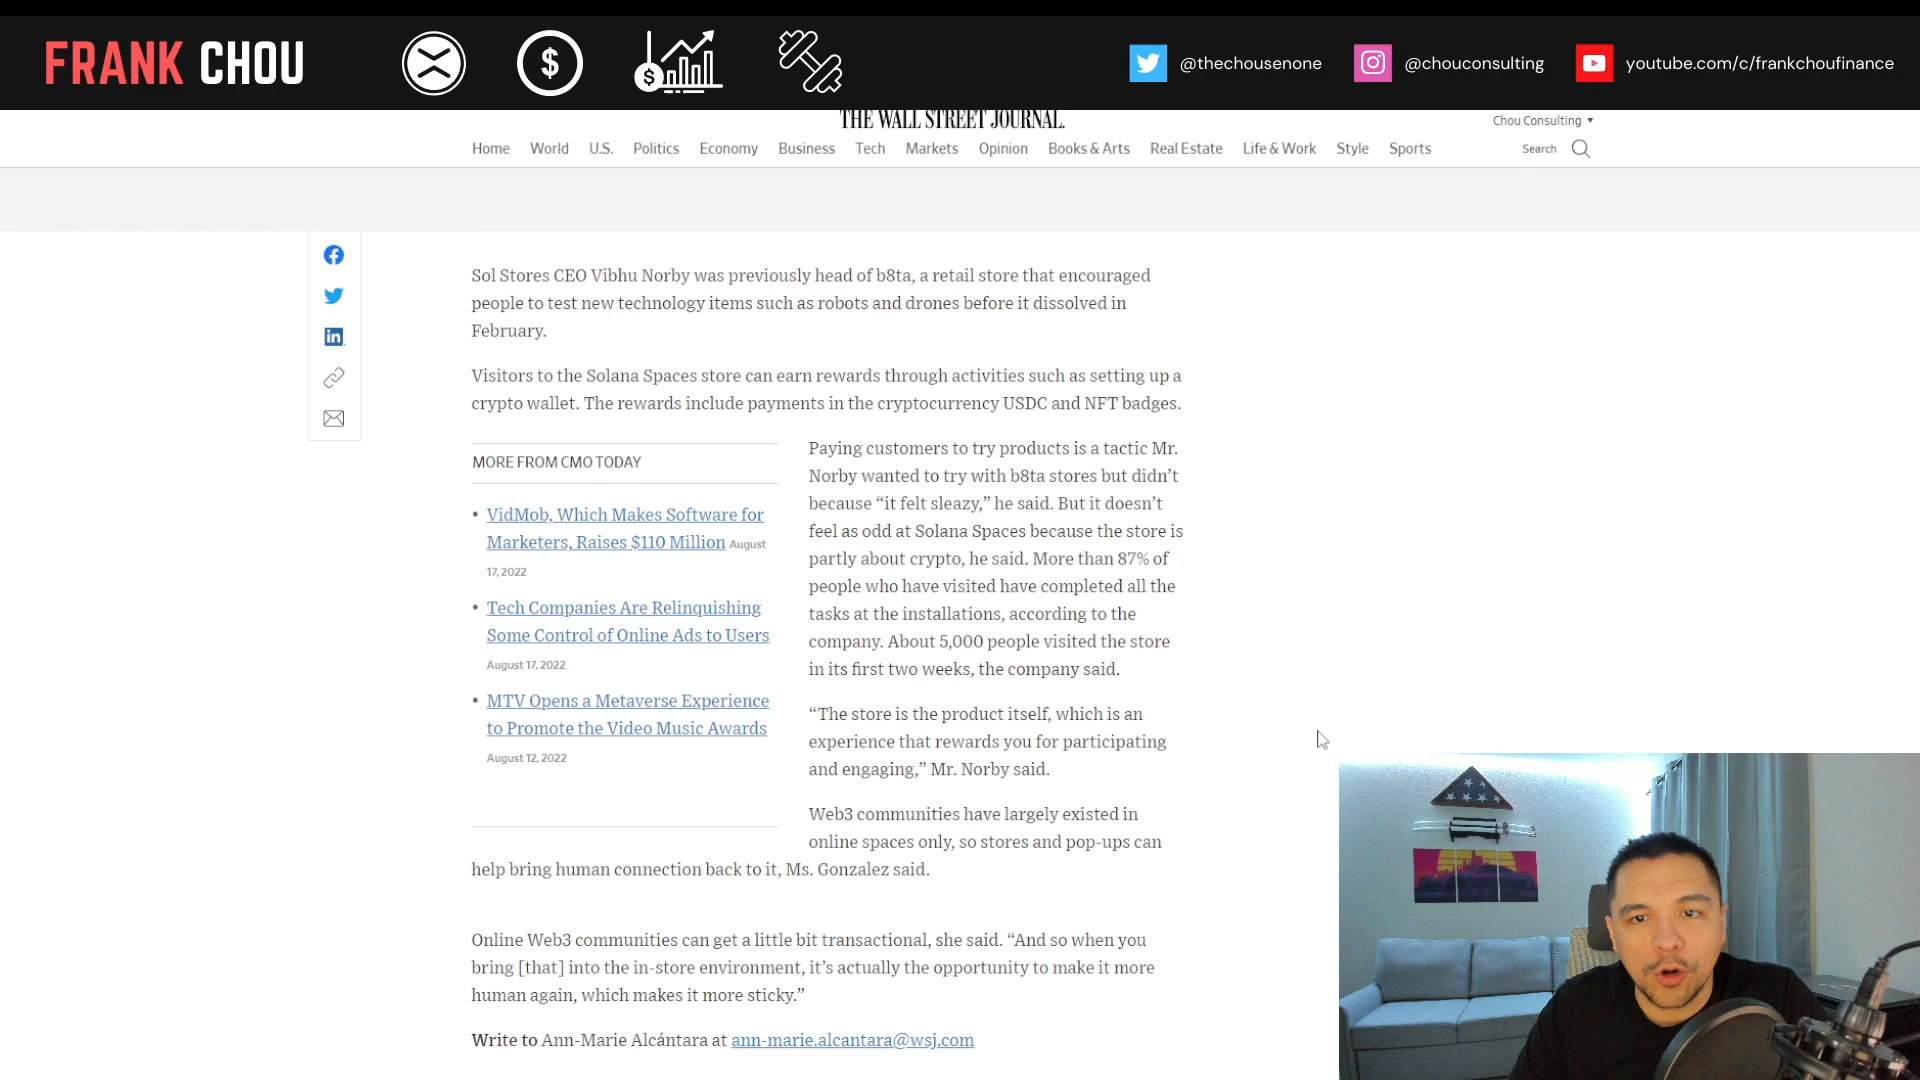 FRANK CHOU
@thechousenone
@chouconsulting
youtube.com/c/frankchoufinance
THE WALL STREET JOURNAL.
Chou Consulting
Home World U.S. Politics Economy Business Tech Markets Opinion Books & Arts Real Estate Life & Work Style Sports
Search
Sol Stores CEO Vibhu Norby was previously head of b8ta, a retail store that encouraged
people to test new technology items such as robots and drones before it dissolved in
February.
Visitors to the Solana Spaces store can earn rewards through activities such as setting up a
crypto wallet. The rewards include payments in the cryptocurrency USDC and NFT badges.
MORE FROM CMO TODAY
• VidMob, Which Makes Software for
Marketers, Raises $110 Million August
17, 2022
• Tech Companies Are Relinquishing
Some Control of Online Ads to Users
August 17, 2022
• MTV Opens a Metaverse Experience
to Promote the Video Music Awards
August 12, 2022
Paying customers to try products is a tactic Mr.
Norby wanted to try with b8ta stores but didn’t
because “it felt sleazy,” he said. But it doesn’t
feel as odd at Solana Spaces because the store is
partly about crypto, he said. More than 87% of
people who have visited have completed all the
tasks at the installations, according to the
company. About 5,000 people visited the store
in its first two weeks, the company said.
“The store is the product itself, which is an
experience that rewards you for participating
and engaging,” Mr. Norby said.
Web3 communities have largely existed in
online spaces only, so stores and pop-ups can
help bring human connection back to it, Ms. Gonzalez said.
Online Web3 communities can get a little bit transactional, she said. “And so when you
bring [that] into the in-store environment, it’s actually the opportunity to make it more
human again, which makes it more sticky.”
Write to Ann-Marie Alcántara at ann-marie.alcantara@wsj.com